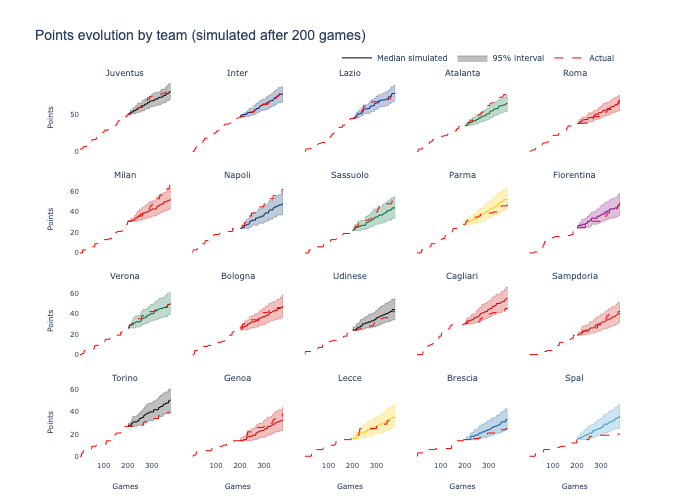 Points evolution by team (simulated after 200 games)
Median simulated 95% interval Actual
Juventus Inter Lazio Atalanta Roma
Points
50
0
Milan Napoli Sassuolo Parma Fiorentina
Points
60
40
20
0
Verona Bologna Udinese Cagliari Sampdoria
Points
60
40
20
0
Torino Genoa Lecce Brescia Spal
Points
60
40
20
0
100 200 300 100 200 300 100 200 300 100 200 300 100 200 300
Games Games Games Games Games